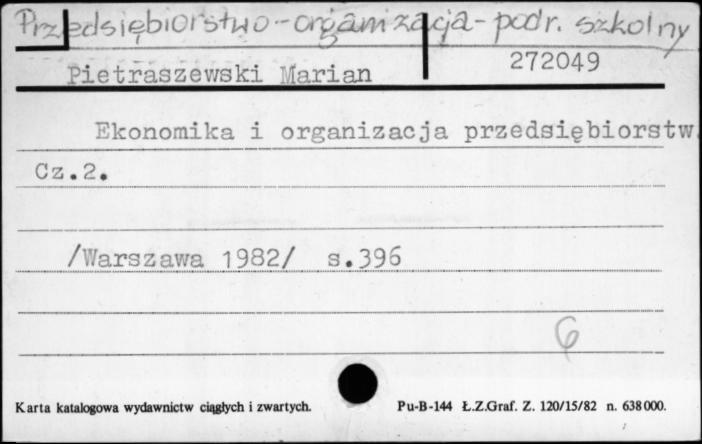 Przedsiębiorstwo-organizacja-podr. szkolny
Pietraszewski Marian
272049
Ekonomika i organizacja przedsiębiorstw.
Cz.2.
/Warszawa 1982/ s.396
6
Karta katalogowa wydawnictw ciągłych i zwartych.
Pu-B-144 Ł.Z.Graf. Z. 120/15/82 n. 638000.